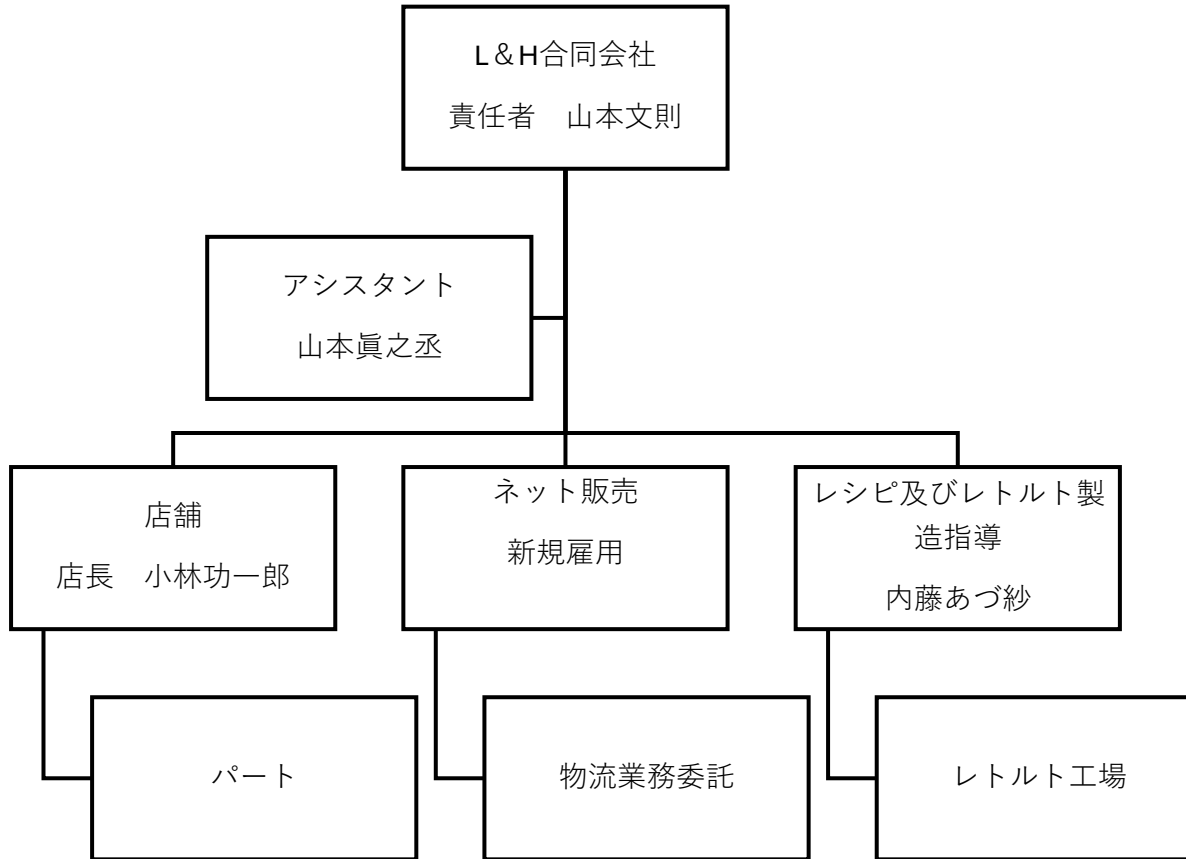 L＆H合同会社
責任者　山本文則
アシスタント
山本眞之丞
店舗
店長　小林功一郎
ネット販売
新規雇用
レシピ及びレトルト製
造指導
内藤あづ紗
パート
物流業務委託
レトルト工場